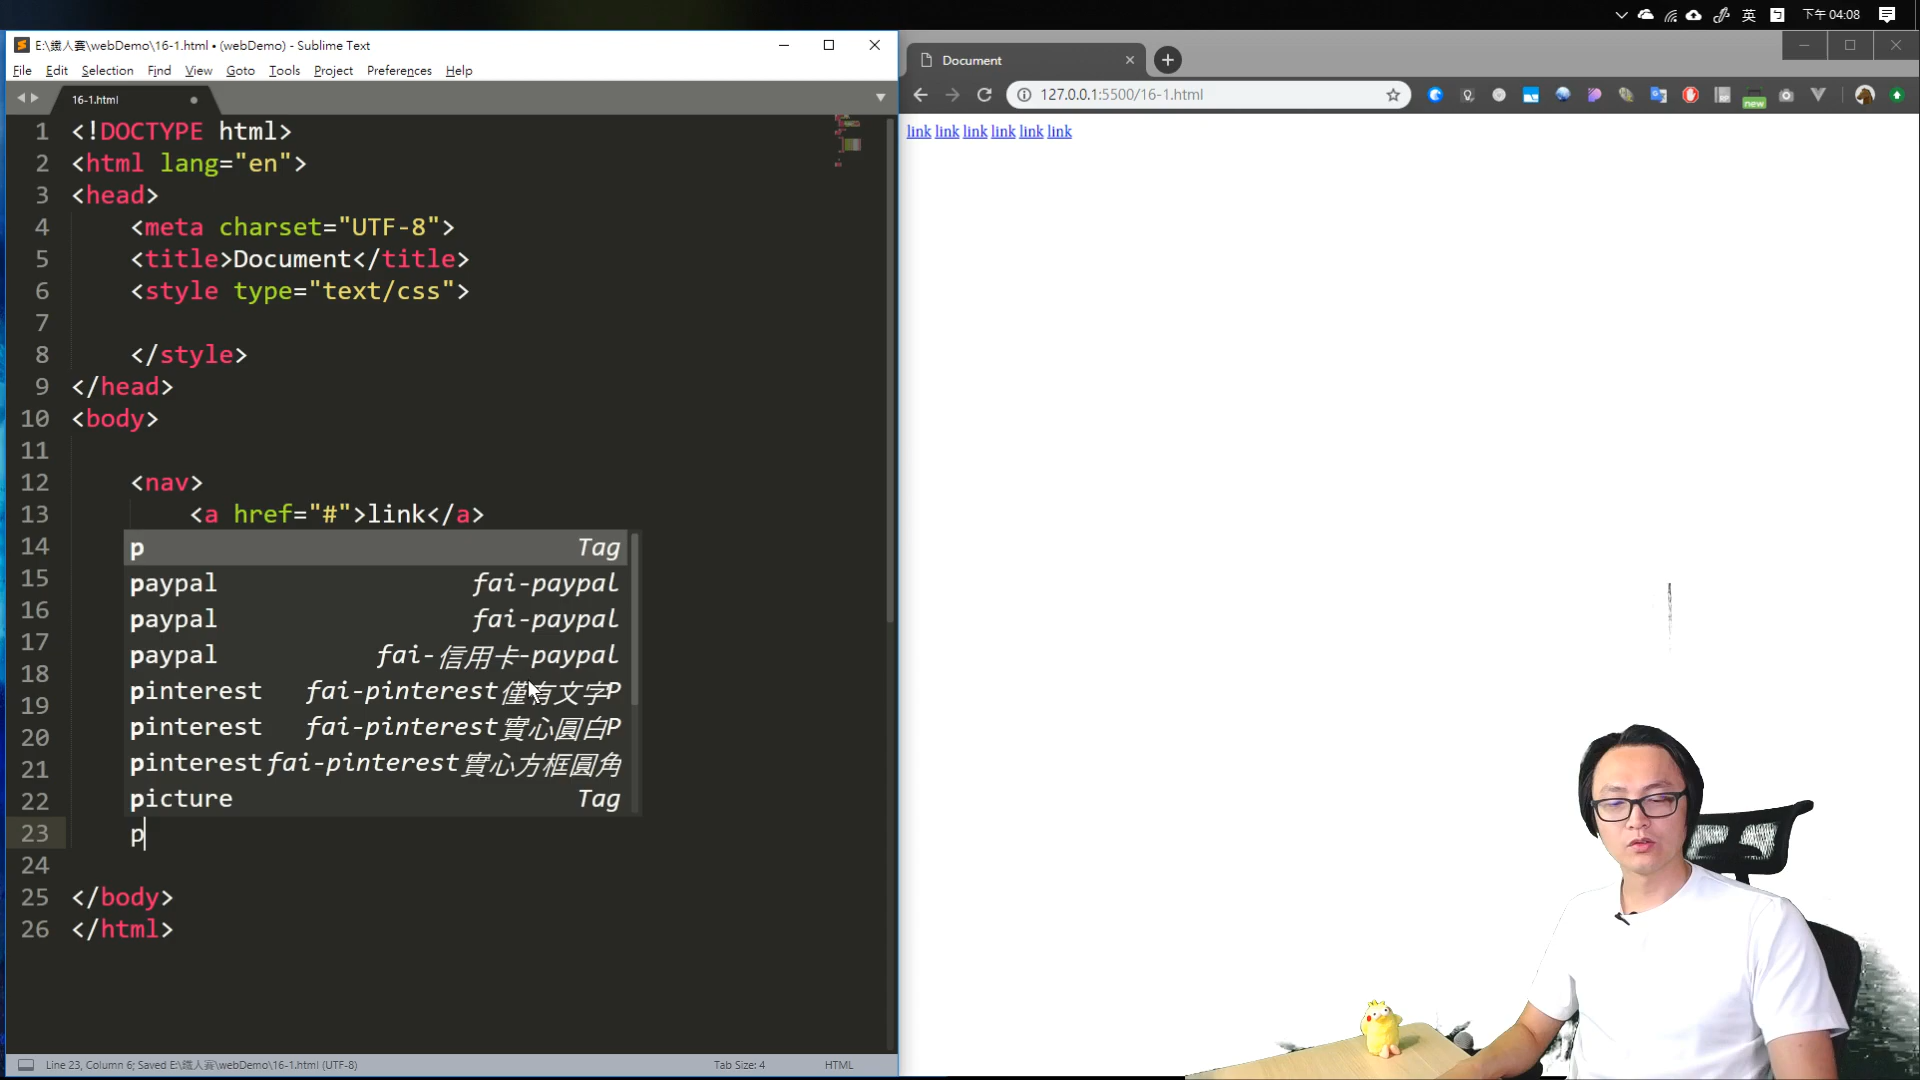 英 下午 04:08
E:\鐵人賽\webDemo\16-1.html • (webDemo) - Sublime Text
File Edit Selection Find View Goto Tools Project Preferences Help
16-1.html
1 <!DOCTYPE html>
2 <html lang="en">
3 <head>
4 <meta charset="UTF-8">
5 <title>Document</title>
6 <style type="text/css">
7
8 </style>
9 </head>
10 <body>
11
12 <nav>
13 <a href="#">link</a>
14
15
16
17
18
19
20
21
22
23 p
24
25 </body>
26 </html>
p Tag
paypal fai-paypal
paypal fai-paypal
paypal fai-信用卡-paypal
pinterest fai-pinterest僅有文字P
pinterest fai-pinterest實心圓白P
pinterest fai-pinterest實心方框圓角
picture Tag
Line 23, Column 6; Saved E:\鐵人賽\webDemo\16-1.html (UTF-8) Tab Size: 4 HTML
Document
127.0.0.1:5500/16-1.html
new
link link link link link link